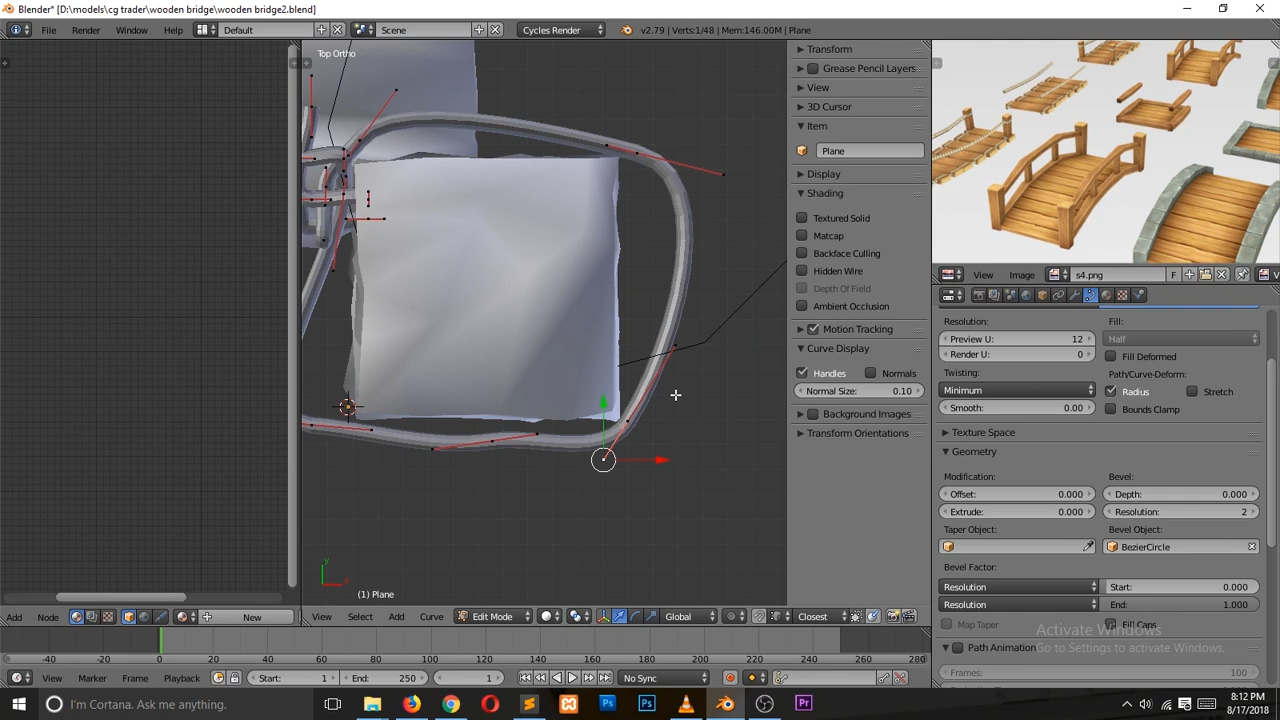 Blender* [D:\models\cg trader\wooden bridge\wooden bridge2.blend]
File Render Window Help Default Scene Cycles Render v2.79 | Verts:1/48 | Mem:146.00M | Plane
Top Ortho
Transform
Grease Pencil Layers
View
3D Cursor
Item
Plane
Display
Shading
Textured Solid
Matcap
Backface Culling
Hidden Wire
Depth Of Field
Ambient Occlusion
Motion Tracking
Curve Display
Handles Normals
Normal Size: 0.10
Background Images
Transform Orientations
View Image s4.png F
Resolution: Fill:
Preview U: 12 Half
Render U: 0 Fill Deformed
Twisting: Path/Curve-Deform:
Minimum Radius Stretch
Smooth: 0.00 Bounds Clamp
Texture Space
Geometry
Modification: Bevel:
Offset: 0.000 Depth: 0.000
Extrude: 0.000 Resolution: 2
Taper Object: Bevel Object:
BezierCircle
Bevel Factor:
Resolution Start: 0.000
Resolution End: 1.000
Map Taper Fill Caps
Path Animation
Frames: 100
Activate Windows
Go to Settings to activate Windows.
y
x
(1) Plane
Add Node New
View Select Add Curve Edit Mode Global Closest
-40 -20 0 20 40 60 80 100 120 140 160 180 200 220 240 260 280
View Marker Frame Playback Start: 1 End: 250 1 No Sync
I'm Cortana. Ask me anything.
Ps Ps Pr
8:12 PM
8/17/2018